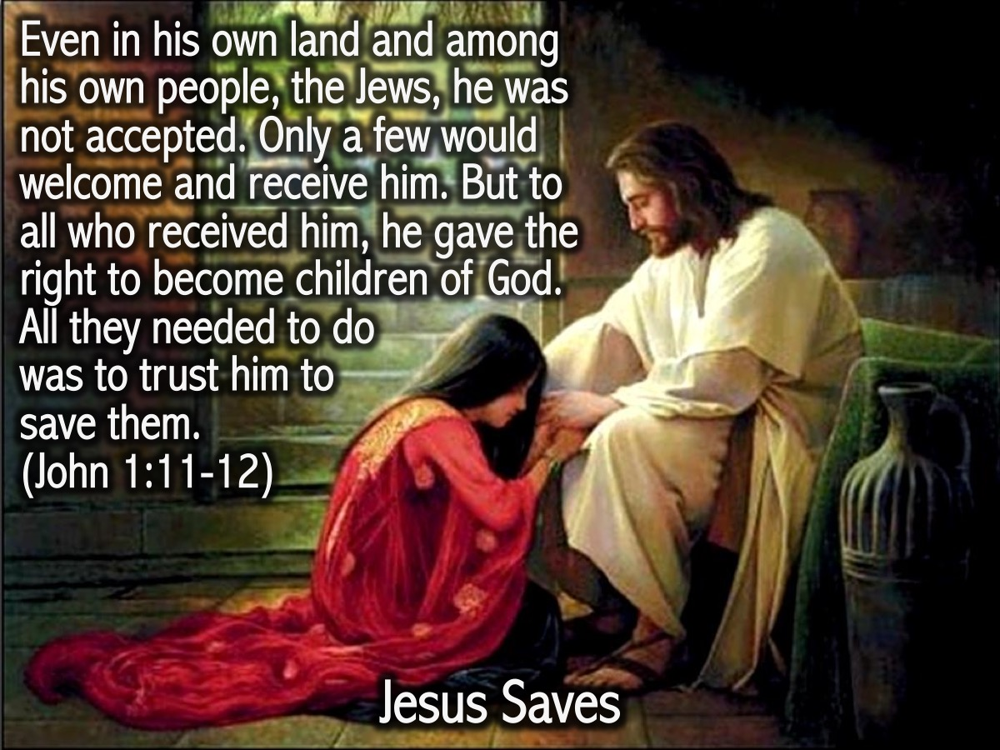 Even in his own land and among
his own people, the Jews, he was
not accepted. Only a few would
welcome and receive him. But to
all who received him, he gave the
right to become children of God.
All they needed to do
was to trust him to
save them.
(John 1:11-12)
Jesus Saves